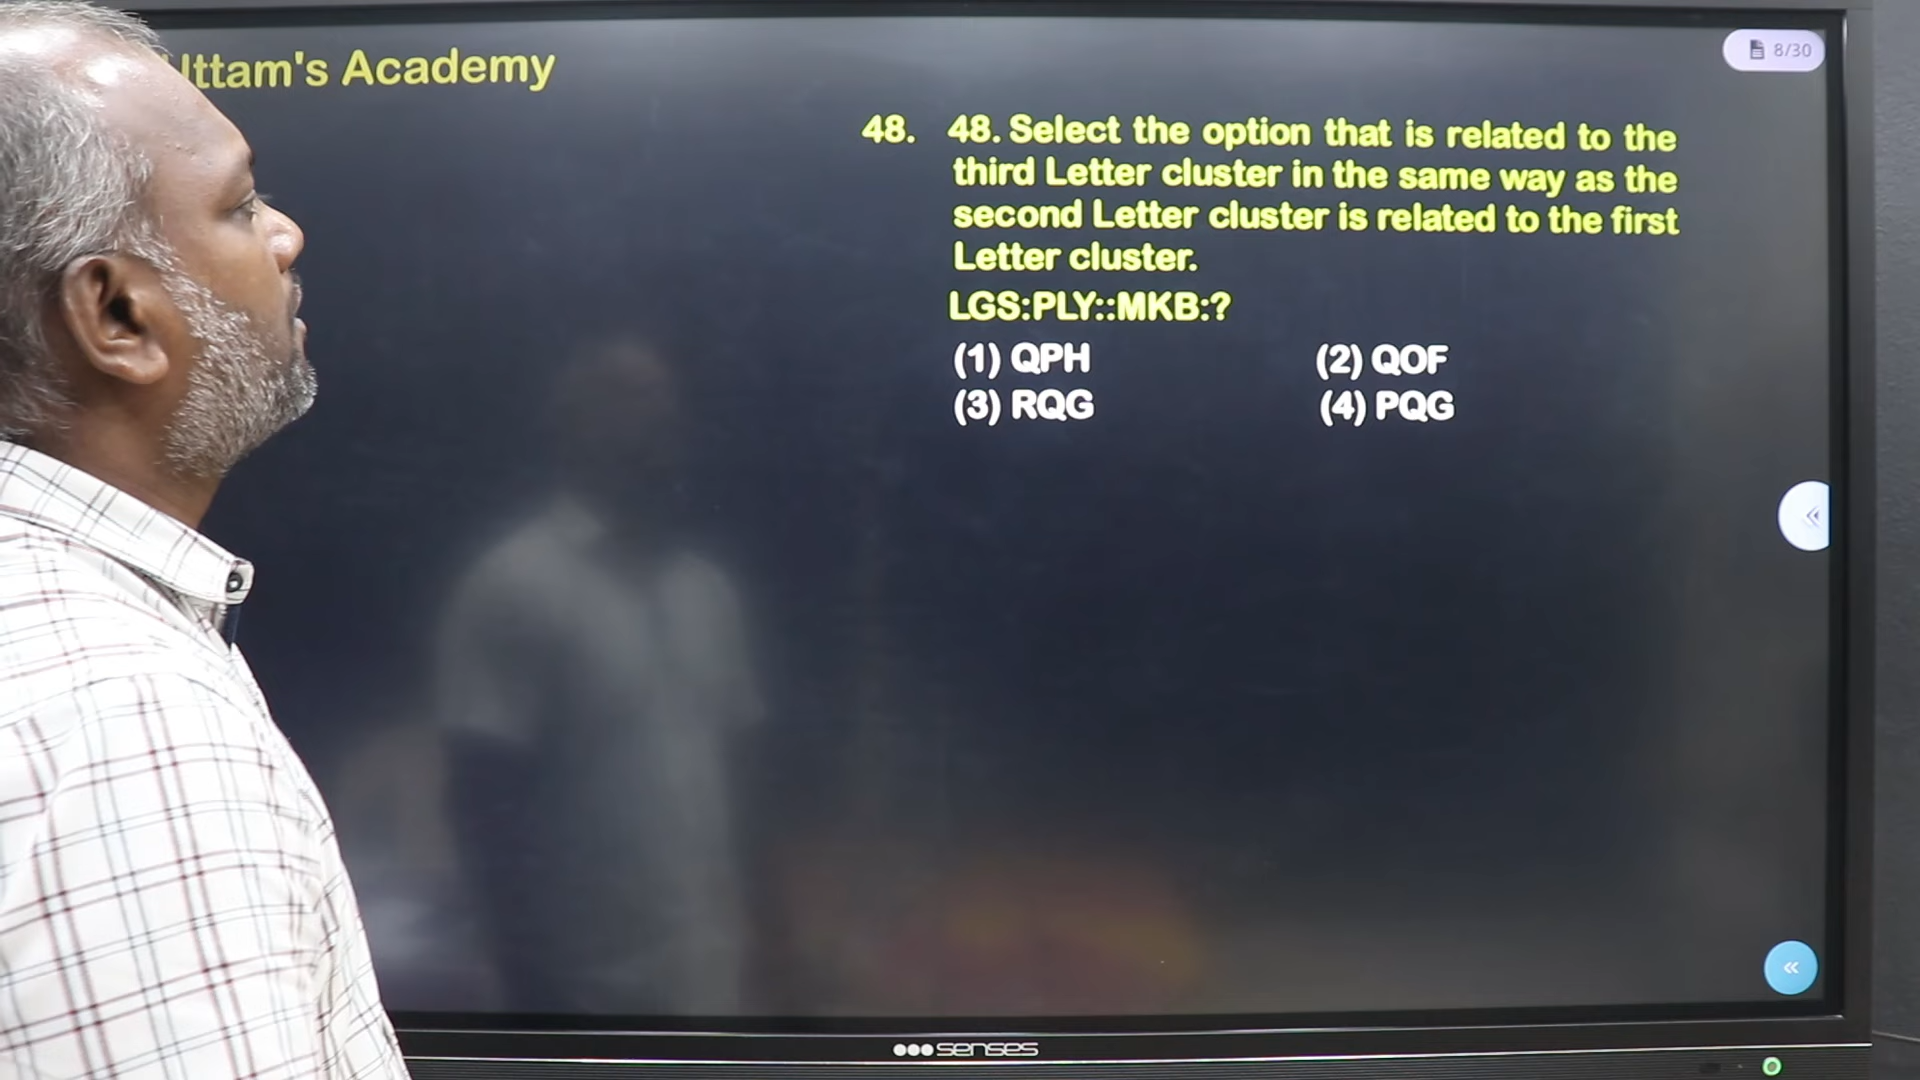 Uttam's Academy
8/30
48. 48. Select the option that is related to the
third Letter cluster in the same way as the
second Letter cluster is related to the first
Letter cluster.
LGS:PLY::MKB:?
(1) QPH (2) QOF
(3) RQG (4) PQG
senses